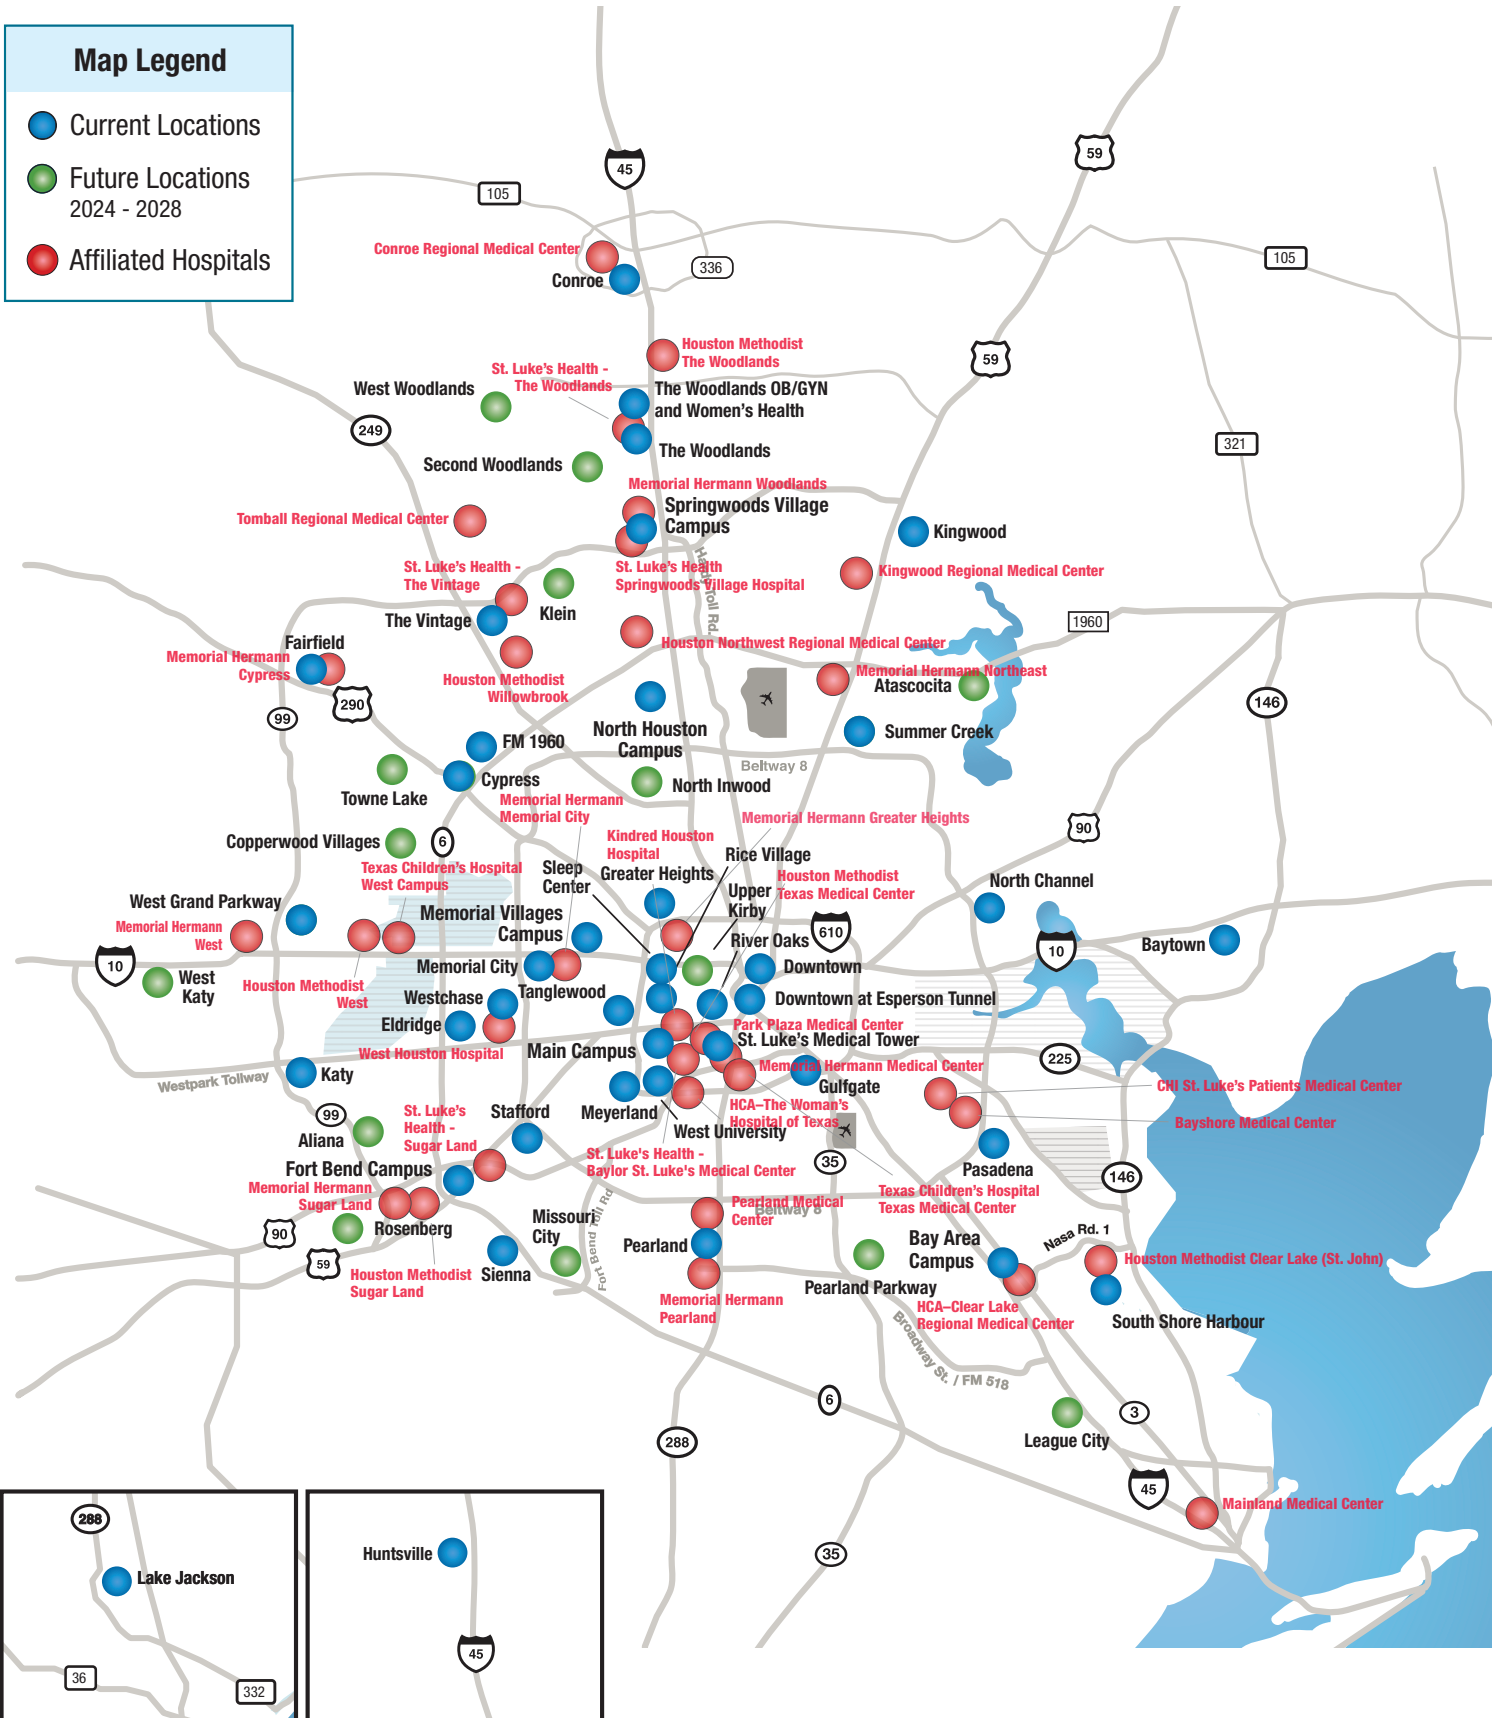 Map Legend
Current Locations
Future Locations
2024 - 2028
Affiliated Hospitals
59
45
105
Conroe Regional Medical Center
336
105
Conroe
Houston Methodist
The Woodlands
59
St. Luke's Health -
The Woodlands
West Woodlands
The Woodlands OB/GYN
and Women's Health
249
321
The Woodlands
Second Woodlands
Memorial Hermann Woodlands
Springwoods Village
Campus
Tomball Regional Medical Center
Kingwood
St. Luke's Health -
The Vintage
St. Luke's Health
Springwoods Village Hospital
Hardy Toll Rd.
Kingwood Regional Medical Center
Klein
The Vintage
1960
Fairfield
Houston Northwest Regional Medical Center
Memorial Hermann
Cypress
Memorial Hermann Northeast
Houston Methodist
Willowbrook
Atascocita
290
99
146
North Houston
Campus
Summer Creek
FM 1960
Beltway 8
Cypress
North Inwood
Towne Lake
Memorial Hermann
Memorial City
Memorial Hermann Greater Heights
90
Copperwood Villages
6
Kindred Houston
Hospital
Rice Village
Texas Children's Hospital
West Campus
Sleep
Center
Greater Heights
Houston Methodist
Texas Medical Center
Upper
Kirby
North Channel
West Grand Parkway
Memorial Villages
Campus
Memorial Hermann
West
610
River Oaks
Baytown
10
10
Memorial City
Downtown
West
Katy
Houston Methodist
West
Westchase
Tanglewood
Downtown at Esperson Tunnel
Eldridge
Park Plaza Medical Center
West Houston Hospital
Main Campus
St. Luke's Medical Tower
225
Katy
Westpark Tollway
Memorial Hermann Medical Center
Gulfgate
CHI St. Luke's Patients Medical Center
99
St. Luke's
Health -
Sugar Land
Stafford
Meyerland
HCA–The Woman's
Hospital of Texas
Bayshore Medical Center
Aliana
West University
St. Luke's Health -
Baylor St. Luke's Medical Center
35
Pasadena
146
Fort Bend Campus
Memorial Hermann
Sugar Land
Texas Children's Hospital
Texas Medical Center
Pearland Medical
Center
Beltway 8
Fort Bend Toll Rd
Rosenberg
Missouri
City
90
59
Pearland
Bay Area
Campus
Nasa Rd. 1
Houston Methodist Clear Lake (St. John)
Houston Methodist
Sugar Land
Sienna
Pearland Parkway
Memorial Hermann
Pearland
HCA–Clear Lake
Regional Medical Center
South Shore Harbour
Broadway St. / FM 518
6
3
288
League City
45
Mainland Medical Center
35
288
Lake Jackson
36
332
Huntsville
45